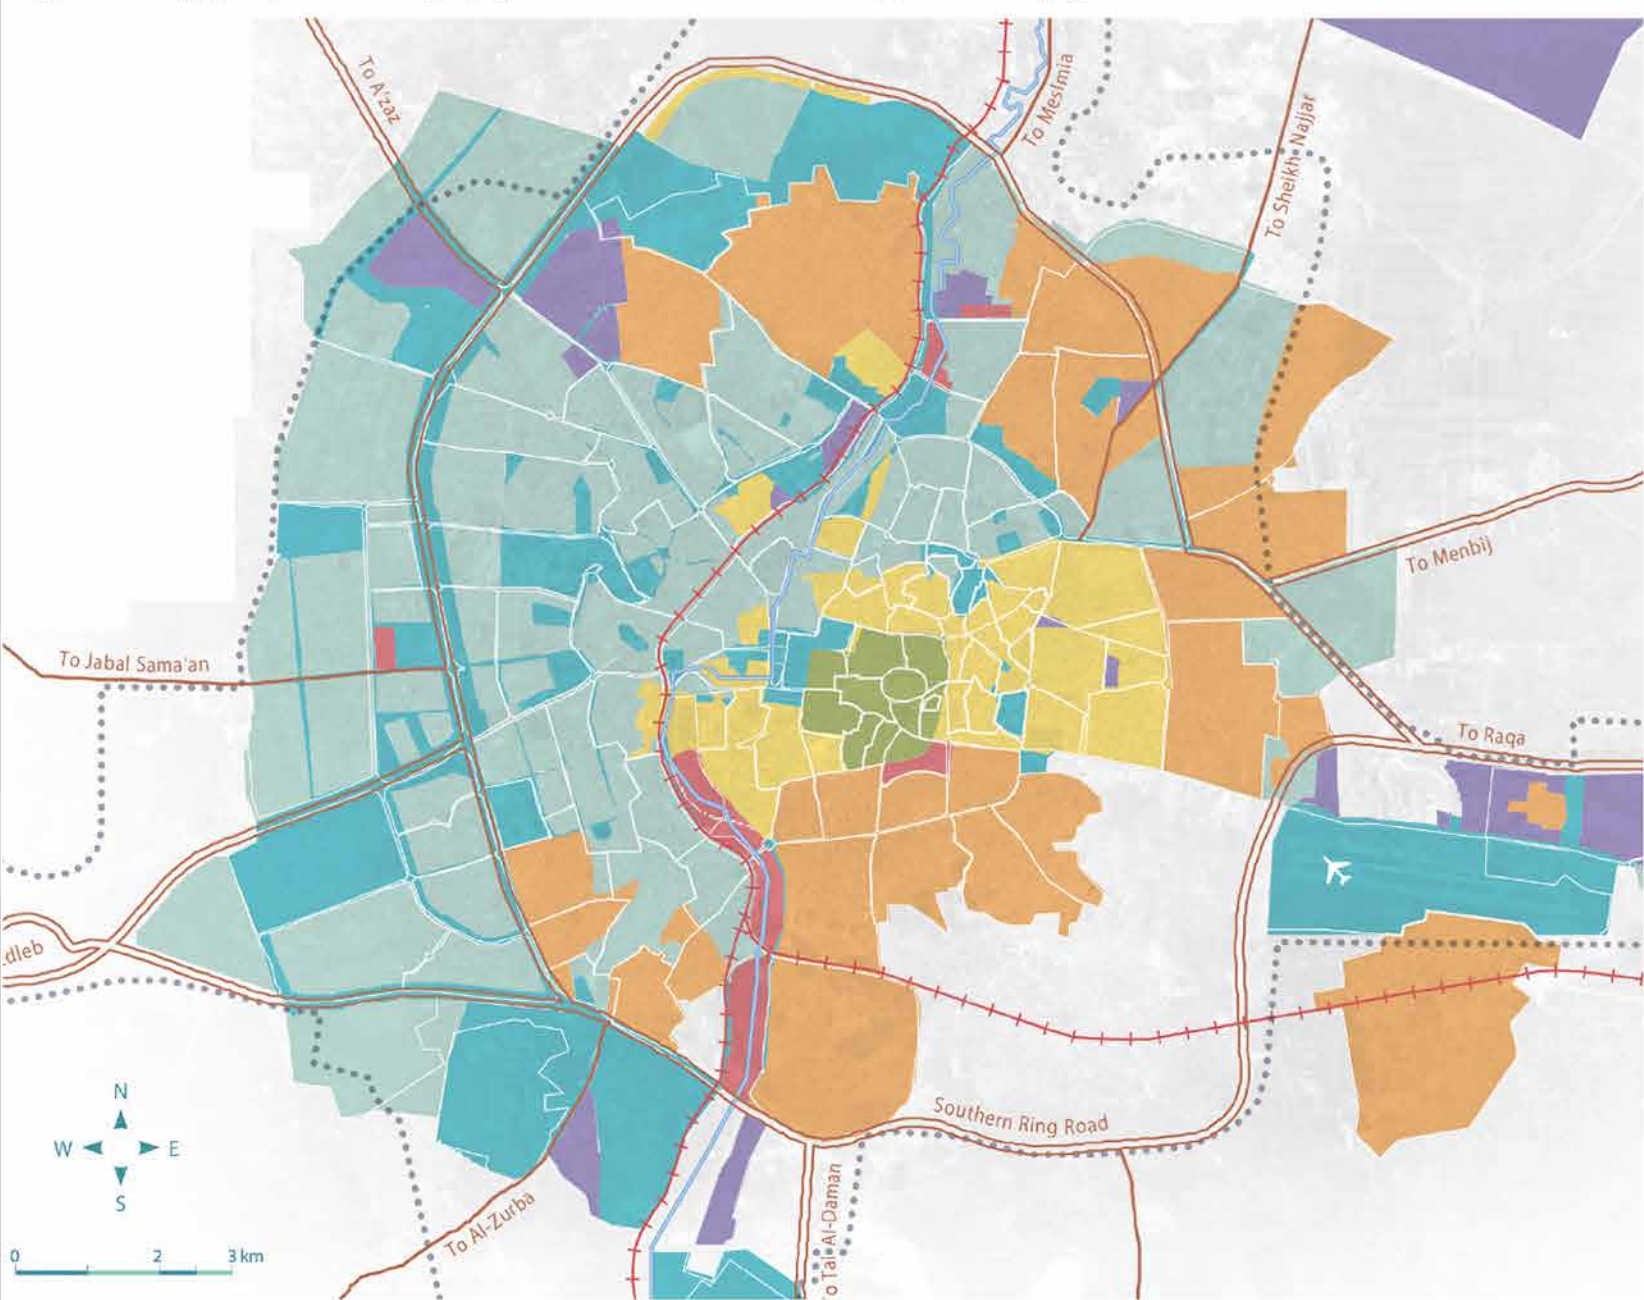 To A'zaz
To Meslmia
To Sheikh Najjar
To Menbij
To Jabal Sama'an
To Raqa
dleb
N
W E
S
Southern Ring Road
To Al-Zurba
To Tal Al-Daman
0 2 3 km